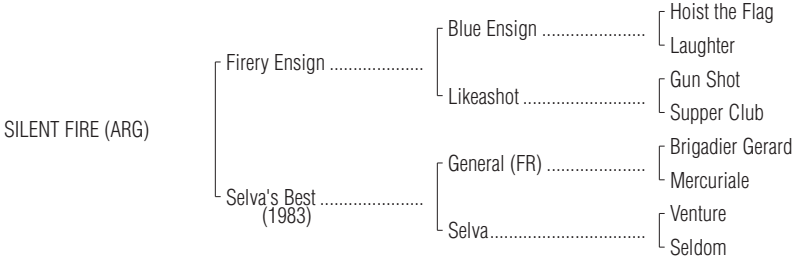 Hoist the Flag
Blue Ensign ......................
Laughter
Firery Ensign ....................
Gun Shot
Likeashot ..........................
Supper Club
SILENT FIRE (ARG)
Brigadier Gerard
General (FR) .....................
Mercuriale
Selva's Best ......................
(1983)
Venture
Selva..................................
Seldom